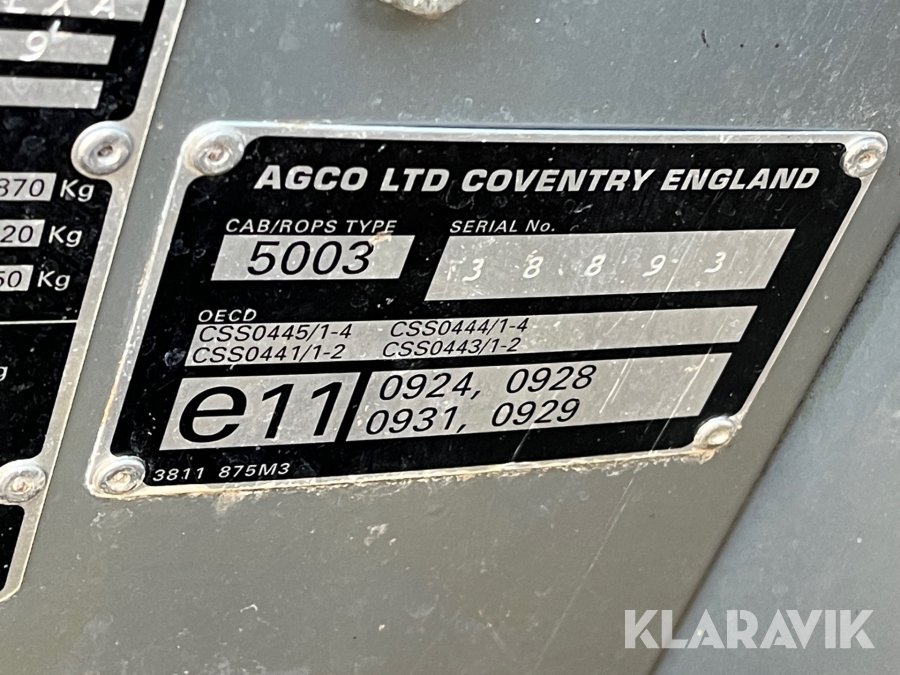 9
870 Kg
20 Kg
50 Kg
AGCO LTD COVENTRY ENGLAND
CAB/ROPS TYPE SERIAL No.
5003 38893
OECD
CSS0445/1-4 CSS0444/1-4
CSS0441/1-2 CSS0443/1-2
e11 0924, 0928
0931, 0929
3811 875M3
KLARAVIK